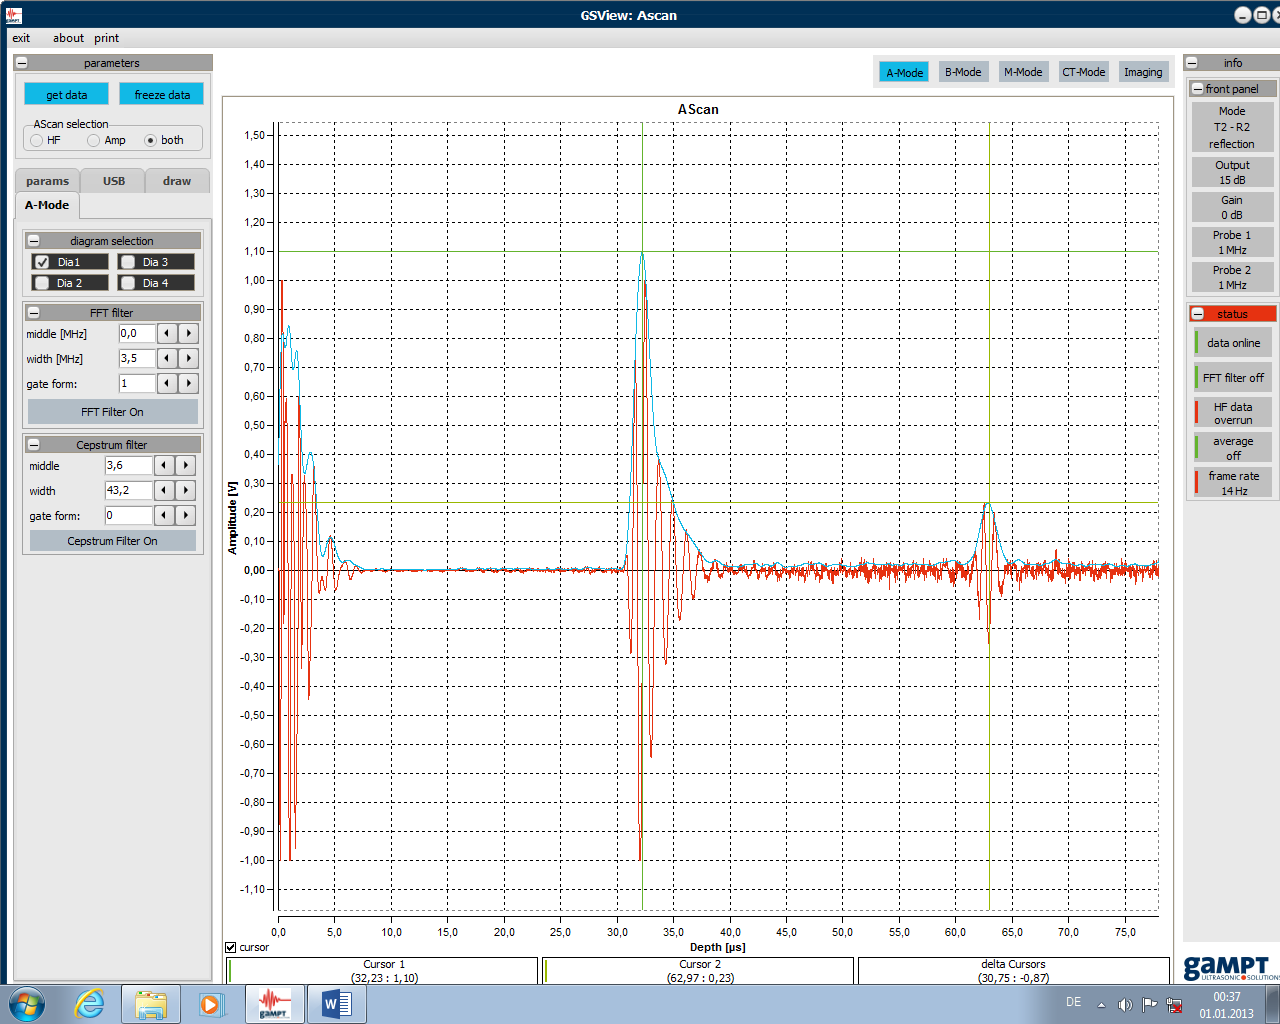 GSView: Ascan
exit about print
parameters
get data freeze data
AScan selection
HF Amp both
params USB draw
A-Mode
diagram selection
Dia1 Dia 3
Dia 2 Dia 4
FFT filter
middle [MHz] 0,0
width [MHz] 3,5
gate form: 1
FFT Filter On
Cepstrum filter
middle 3,6
width 43,2
gate form: 0
Cepstrum Filter On
A-Mode B-Mode M-Mode CT-Mode Imaging
AScan
Amplitude [V]
1,50
1,40
1,30
1,20
1,10
1,00
0,90
0,80
0,70
0,60
0,50
0,40
0,30
0,20
0,10
0,00
-0,10
-0,20
-0,30
-0,40
-0,50
-0,60
-0,70
-0,80
-0,90
-1,00
-1,10
0,0 5,0 10,0 15,0 20,0 25,0 30,0 35,0 40,0 45,0 50,0 55,0 60,0 65,0 70,0 75,0
Depth [µs]
cursor
Cursor 1
(32,23 : 1,10)
Cursor 2
(62,97 : 0,23)
delta Cursors
(30,75 : -0,87)
info
front panel
Mode
T2 - R2
reflection
Output
15 dB
Gain
0 dB
Probe 1
1 MHz
Probe 2
1 MHz
status
data online
FFT filter off
HF data
overrun
average
off
frame rate
14 Hz
gAMPT
ULTRASONIC SOLUTIONS
gAMPT
DE
00:37
01.01.2013